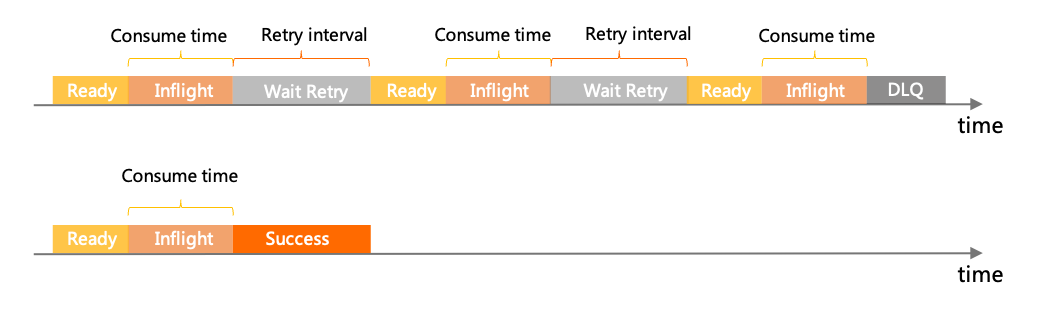 Consume time Retry interval Consume time Retry interval Consume time
Ready Inflight Wait Retry Ready Inflight Wait Retry Ready Inflight DLQ
time
Consume time
Ready Inflight Success
time